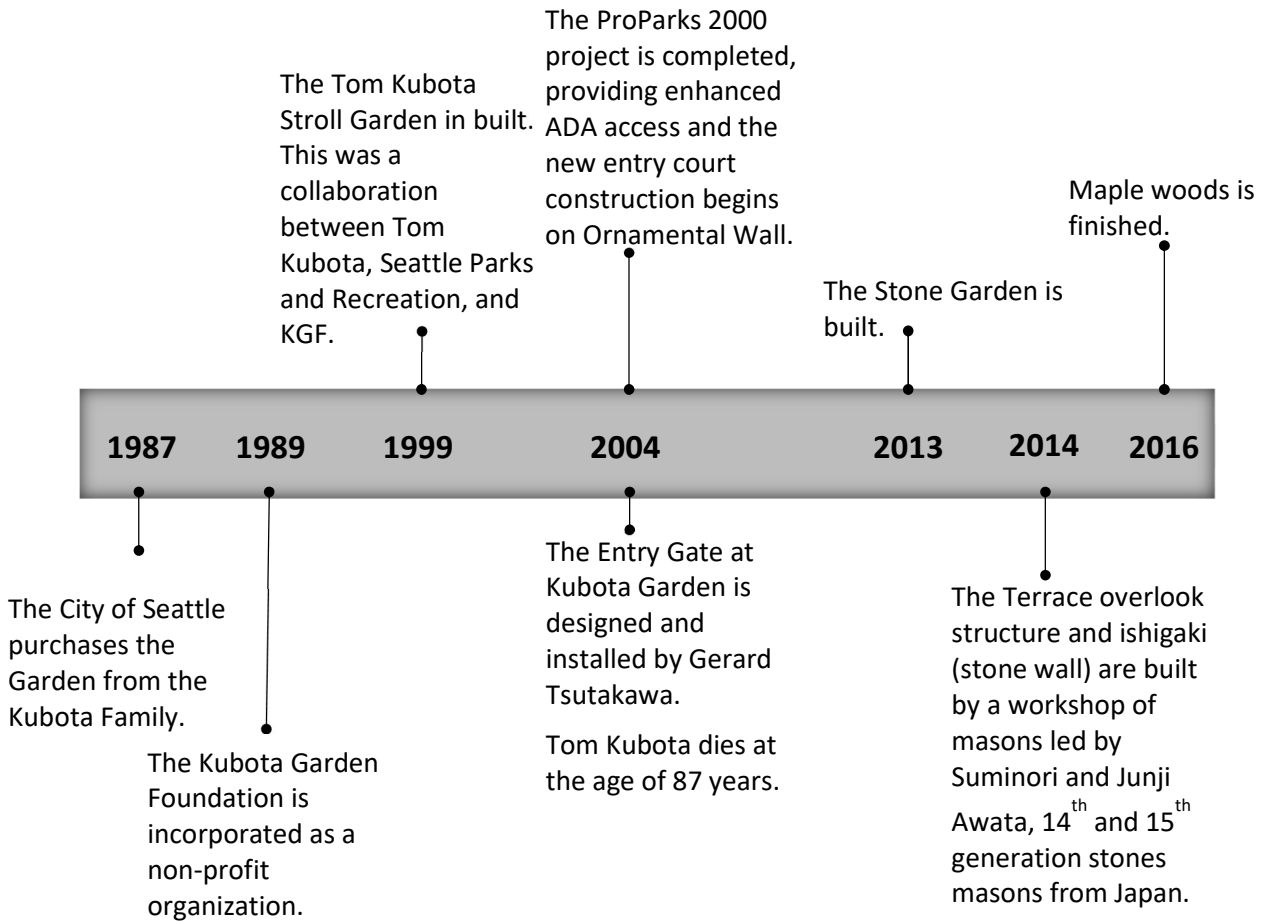 The Tom Kubota
Stroll Garden in built.
This was a
collaboration
between Tom
Kubota, Seattle Parks
and Recreation, and
KGF.
The ProParks 2000
project is completed,
providing enhanced
ADA access and the
new entry court
construction begins
on Ornamental Wall.
The Stone Garden is
built.
Maple woods is
finished.
1987 1989 1999 2004 2013 2014 2016
The City of Seattle
purchases the
Garden from the
Kubota Family.
The Kubota Garden
Foundation is
incorporated as a
non-profit
organization.
The Entry Gate at
Kubota Garden is
designed and
installed by Gerard
Tsutakawa.
Tom Kubota dies at
the age of 87 years.
The Terrace overlook
structure and ishigaki
(stone wall) are built
by a workshop of
masons led by
Suminori and Junji
Awata, 14th and 15th
generation stones
masons from Japan.